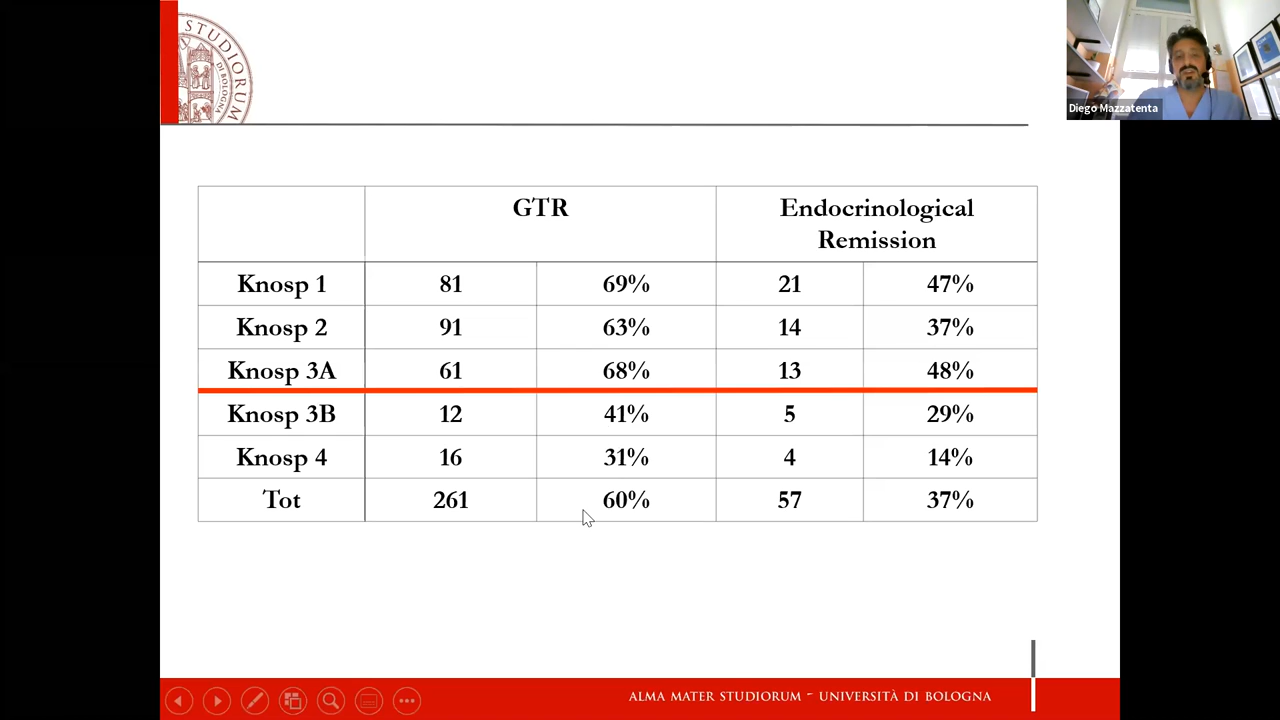 STUDIORUM
DI BOLOGNA
Diego Mazzatenta
GTR
Endocrinological
Remission
Knosp 1 81 69% 21 47%
Knosp 2 91 63% 14 37%
Knosp 3A 61 68% 13 48%
Knosp 3B 12 41% 5 29%
Knosp 4 16 31% 4 14%
Tot 261 60% 57 37%
ALMA MATER STUDIORUM ~ UNIVERSITÀ DI BOLOGNA